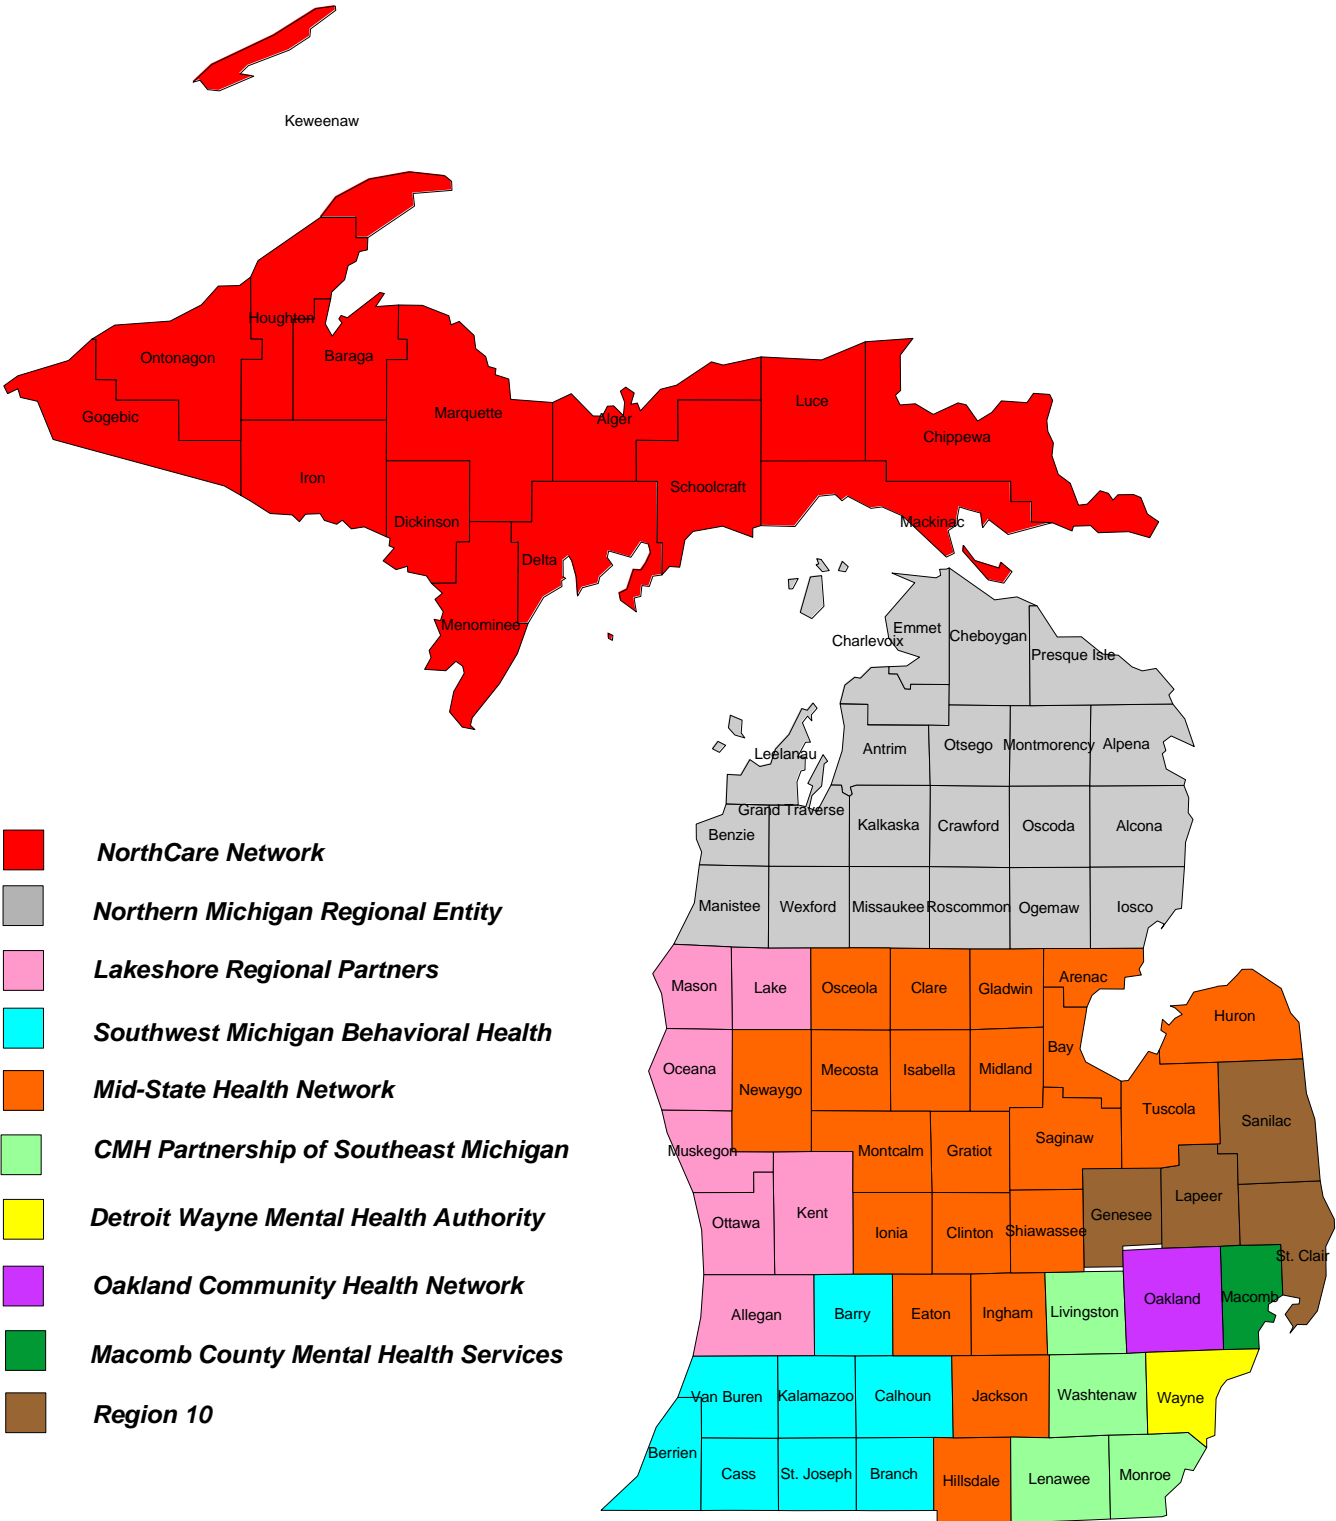 Keweenaw
Houghton
Ontonagon
Baraga
Gogebic
Marquette
Alger
Luce
Chippewa
Iron
Schoolcraft
Dickinson
Mackinac
Delta
Menominee
Emmet
Charlevoix
Cheboygan
Presque Isle
Leelanau
Antrim
Otsego
Montmorency
Alpena
Grand Traverse
Benzie
Kalkaska
Crawford
Oscoda
Alcona
Manistee
Wexford
Missaukee
Roscommon
Ogemaw
Iosco
NorthCare Network
Northern Michigan Regional Entity
Lakeshore Regional Partners
Southwest Michigan Behavioral Health
Mid-State Health Network
CMH Partnership of Southeast Michigan
Detroit Wayne Mental Health Authority
Oakland Community Health Network
Macomb County Mental Health Services
Region 10
Mason
Lake
Osceola
Clare
Gladwin
Arenac
Huron
Oceana
Newaygo
Mecosta
Isabella
Midland
Bay
Tuscola
Sanilac
Muskegon
Montcalm
Gratiot
Saginaw
Ottawa
Kent
Ionia
Clinton
Shiawassee
Genesee
Lapeer
St. Clair
Allegan
Barry
Eaton
Ingham
Livingston
Oakland
Macomb
Van Buren
Kalamazoo
Calhoun
Jackson
Washtenaw
Wayne
Berrien
Cass
St. Joseph
Branch
Hillsdale
Lenawee
Monroe